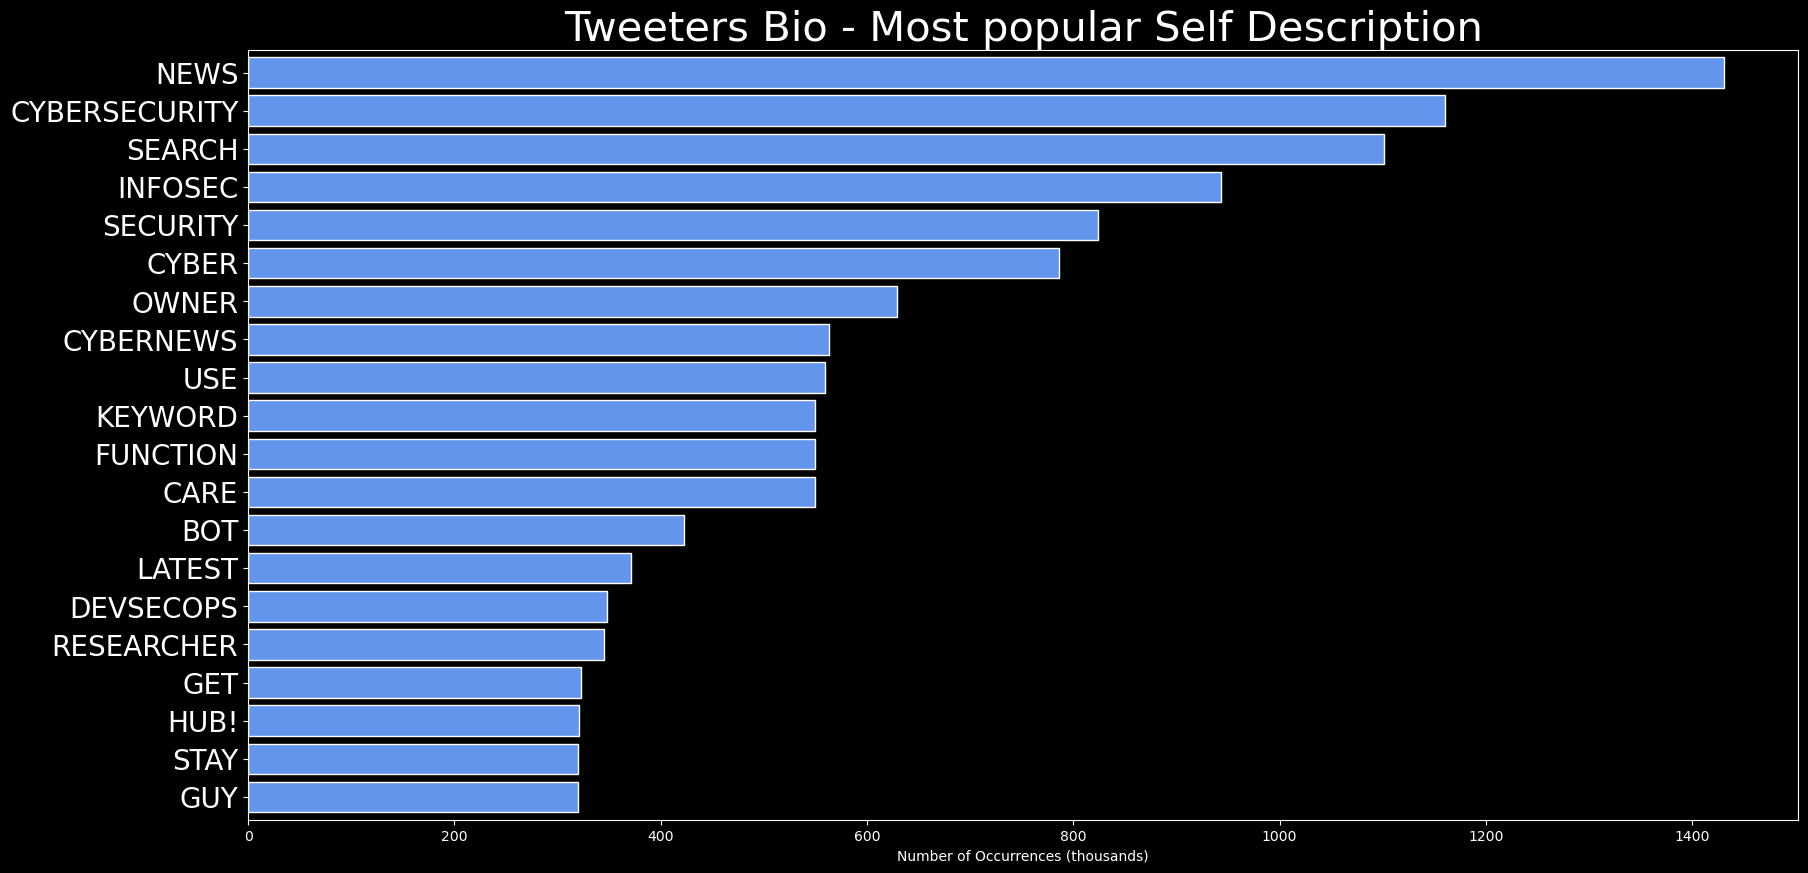 Tweeters Bio - Most popular Self Description
NEWS
CYBERSECURITY
SEARCH
INFOSEC
SECURITY
CYBER
OWNER
CYBERNEWS
USE
KEYWORD
FUNCTION
CARE
BOT
LATEST
DEVSECOPS
RESEARCHER
GET
HUB!
STAY
GUY
0 200 400 600 800 1000 1200 1400
Number of Occurrences (thousands)